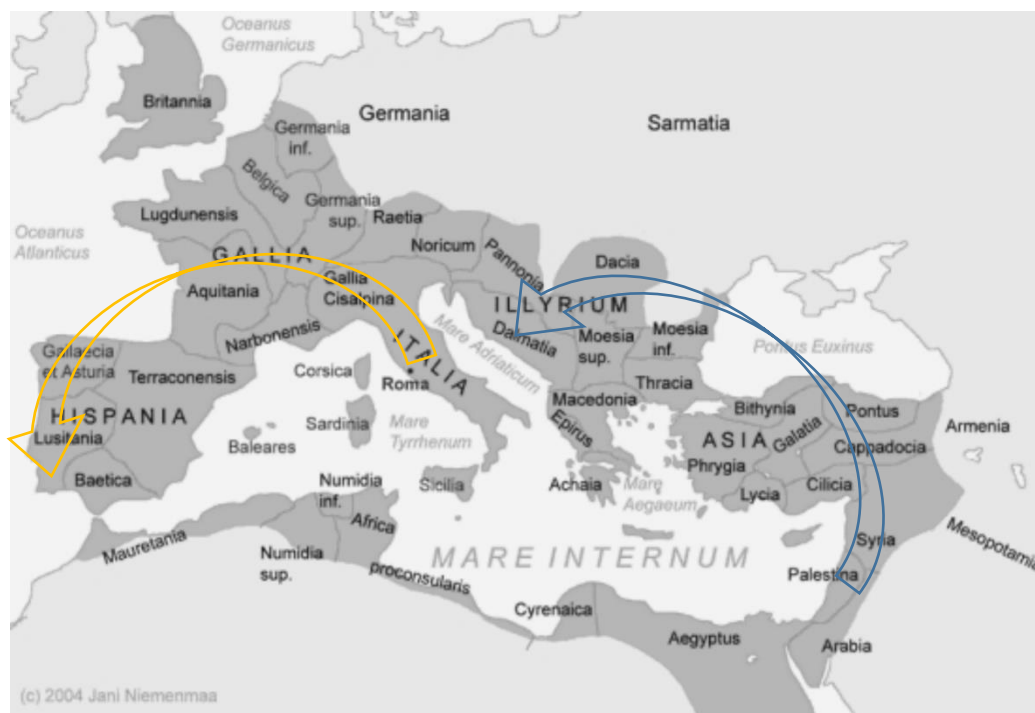 Oceanus
Germanicus
Britannia
Germania
Sarmatia
Germania
inf.
Belgica
Germania
sup.
Lugdunensis
Raetia
Noricum
Pannonia
Dacia
Oceanus
Atlanticus
GALLIA
Aquitania
Gallia
Cisalpina
ILLYRIUM
Dalmatia
Moesia
sup.
Moesia
inf.
Pontus Euxinus
Narbonensis
ITALIA
Mare Adriaticum
Gallaecia
et Asturia
Terraconensis
Corsica
Roma
Thracia
Macedonia
Bithynia
Pontus
Armenia
HISPANIA
Lusitania
Baleares
Sardinia
Mare
Tyrrhenum
Epirus
ASIA
Galatia
Cappadocia
Phrygia
Baetica
Numidia
inf.
Sicilia
Achaia
Mare
Aegaeum
Lycia
Cilicia
Africa
Mauretania
Numidia
sup.
proconsularis
MARE INTERNUM
Syria
Mesopotamia
Palestina
Cyrenaica
Aegyptus
Arabia
(c) 2004 Jani Niemenmaa